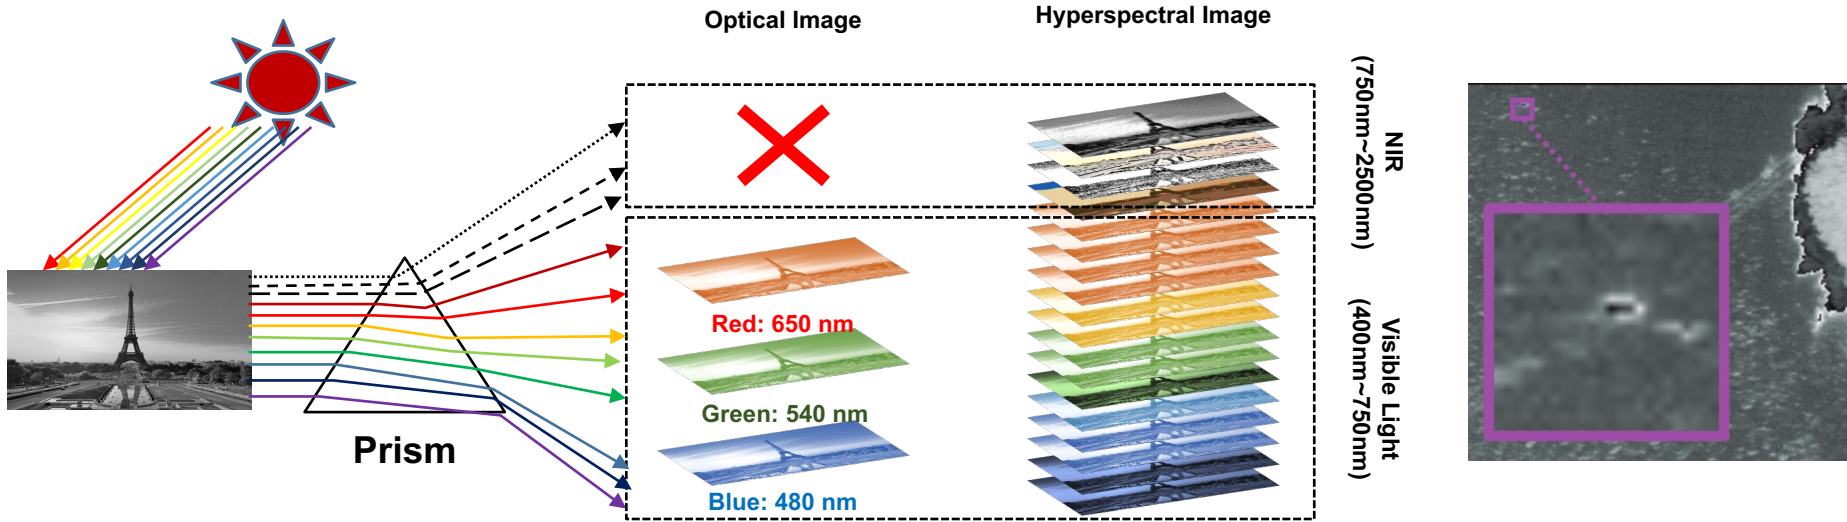 Optical Image
Hyperspectral Image
NIR
(750nm~2500nm)
Red: 650 nm
Green: 540 nm
Blue: 480 nm
Visible Light
(400nm~750nm)
Prism